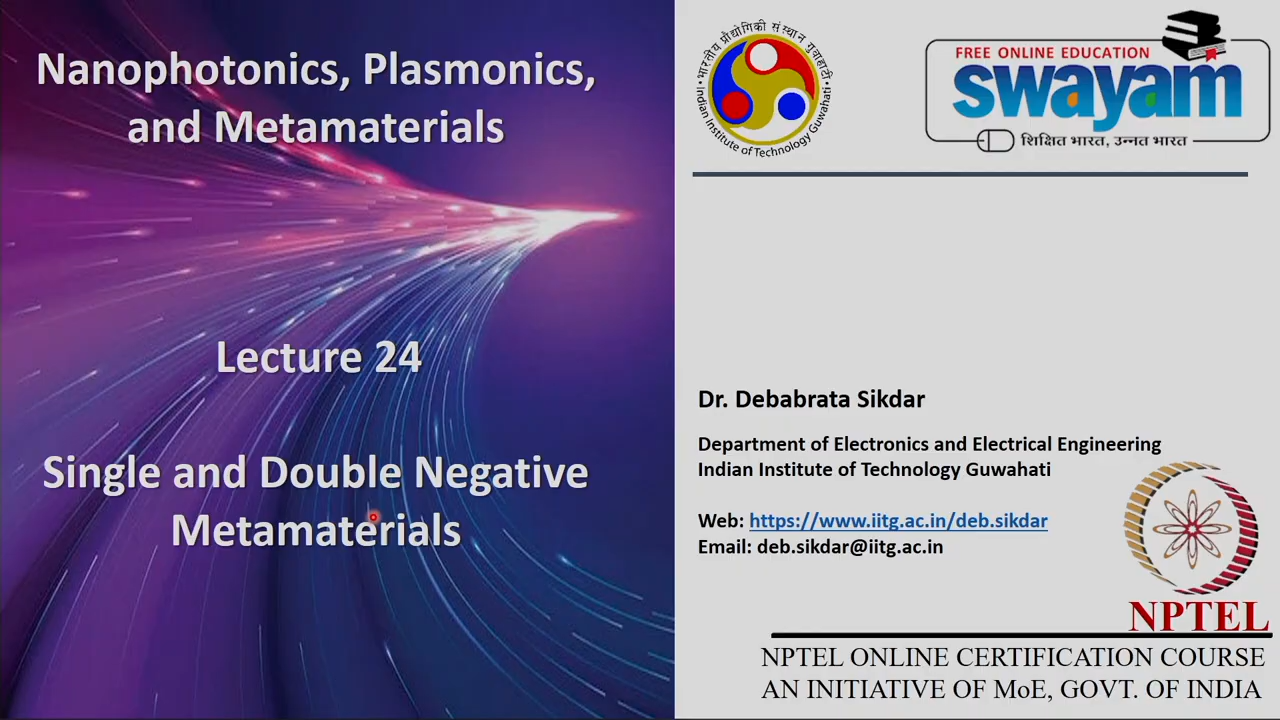 Nanophotonics, Plasmonics,
and Metamaterials
Lecture 24
Single and Double Negative
Metamaterials
भारतीय प्रौद्योगिकी संस्थान गुवाहाटी
Indian Institute of Technology Guwahati
FREE ONLINE EDUCATION
swayam
शिक्षित भारत, उन्नत भारत
Dr. Debabrata Sikdar
Department of Electronics and Electrical Engineering
Indian Institute of Technology Guwahati
Web: https://www.iitg.ac.in/deb.sikdar
Email: deb.sikdar@iitg.ac.in
NPTEL
NPTEL ONLINE CERTIFICATION COURSE
AN INITIATIVE OF MoE, GOVT. OF INDIA